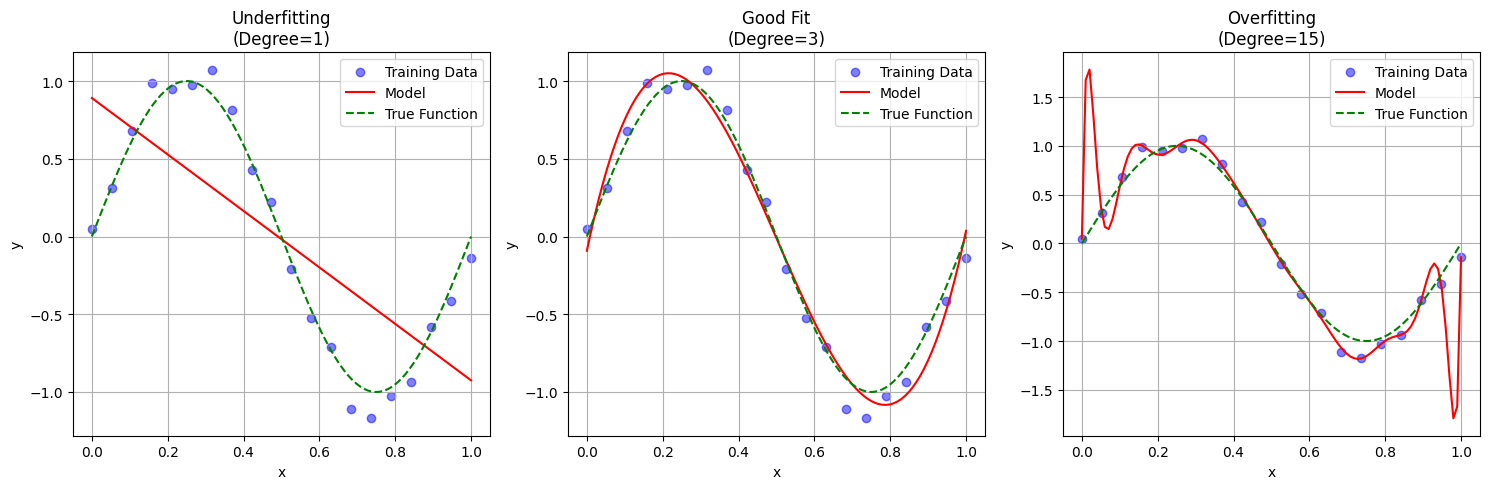 Underfitting
(Degree=1)
Training Data
Model
True Function
1.0
0.5
0.0
−0.5
−1.0
y
0.0 0.2 0.4 0.6 0.8 1.0
x
Good Fit
(Degree=3)
Training Data
Model
True Function
1.0
0.5
0.0
−0.5
−1.0
y
0.0 0.2 0.4 0.6 0.8 1.0
x
Overfitting
(Degree=15)
Training Data
Model
True Function
1.5
1.0
0.5
0.0
−0.5
−1.0
−1.5
y
0.0 0.2 0.4 0.6 0.8 1.0
x